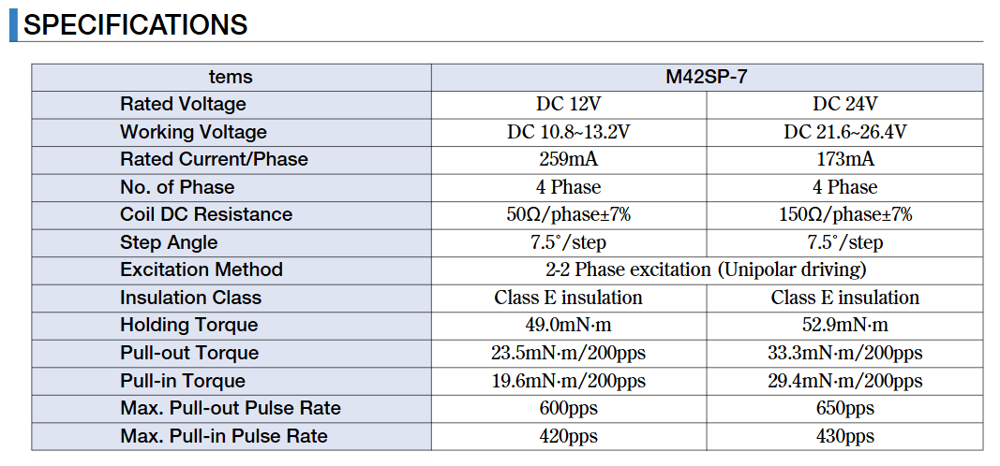 SPECIFICATIONS
tems M42SP-7
Rated Voltage DC 12V DC 24V
Working Voltage DC 10.8~13.2V DC 21.6~26.4V
Rated Current/Phase 259mA 173mA
No. of Phase 4 Phase 4 Phase
Coil DC Resistance 50Ω/phase±7% 150Ω/phase±7%
Step Angle 7.5°/step 7.5°/step
Excitation Method 2-2 Phase excitation (Unipolar driving)
Insulation Class Class E insulation Class E insulation
Holding Torque 49.0mN·m 52.9mN·m
Pull-out Torque 23.5mN·m/200pps 33.3mN·m/200pps
Pull-in Torque 19.6mN·m/200pps 29.4mN·m/200pps
Max. Pull-out Pulse Rate 600pps 650pps
Max. Pull-in Pulse Rate 420pps 430pps